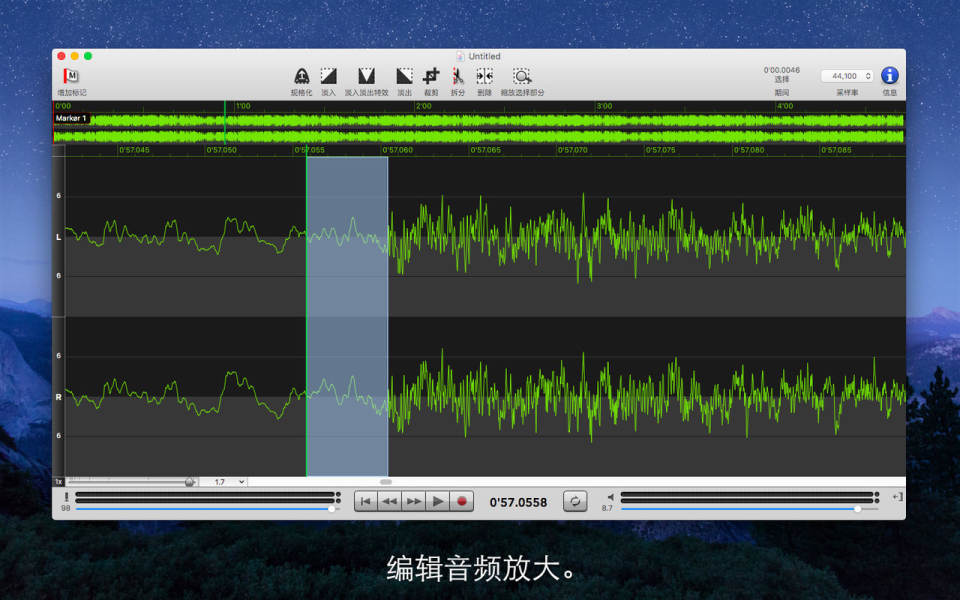 Untitled
M
增加标记
规格化 淡入 淡入淡出特效 淡出 裁剪 拆分 删除 缩放选择部分
0'00.0046
选择
期间
44,100
采样率
信息
0'00 1'00 2'00 3'00 4'00
Marker 1
0'57.045 0'57.050 0'57.055 0'57.060 0'57.065 0'57.070 0'57.075 0'57.080 0'57.085
6
L
6
6
R
6
1x 1.7
98
0'57.0558
8.7
编辑音频放大。